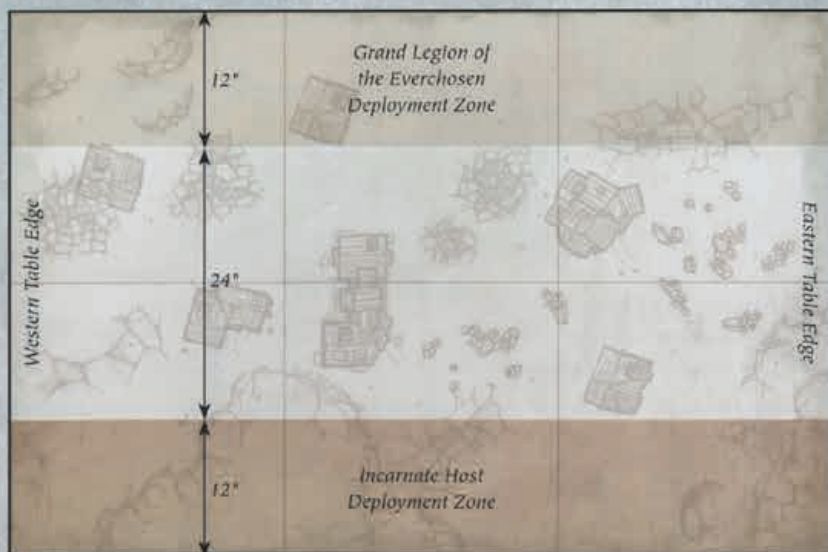 12"
Grand Legion of
the Everchosen
Deployment Zone
Western Table Edge
24"
Eastern Table Edge
12"
Incarnate Host
Deployment Zone